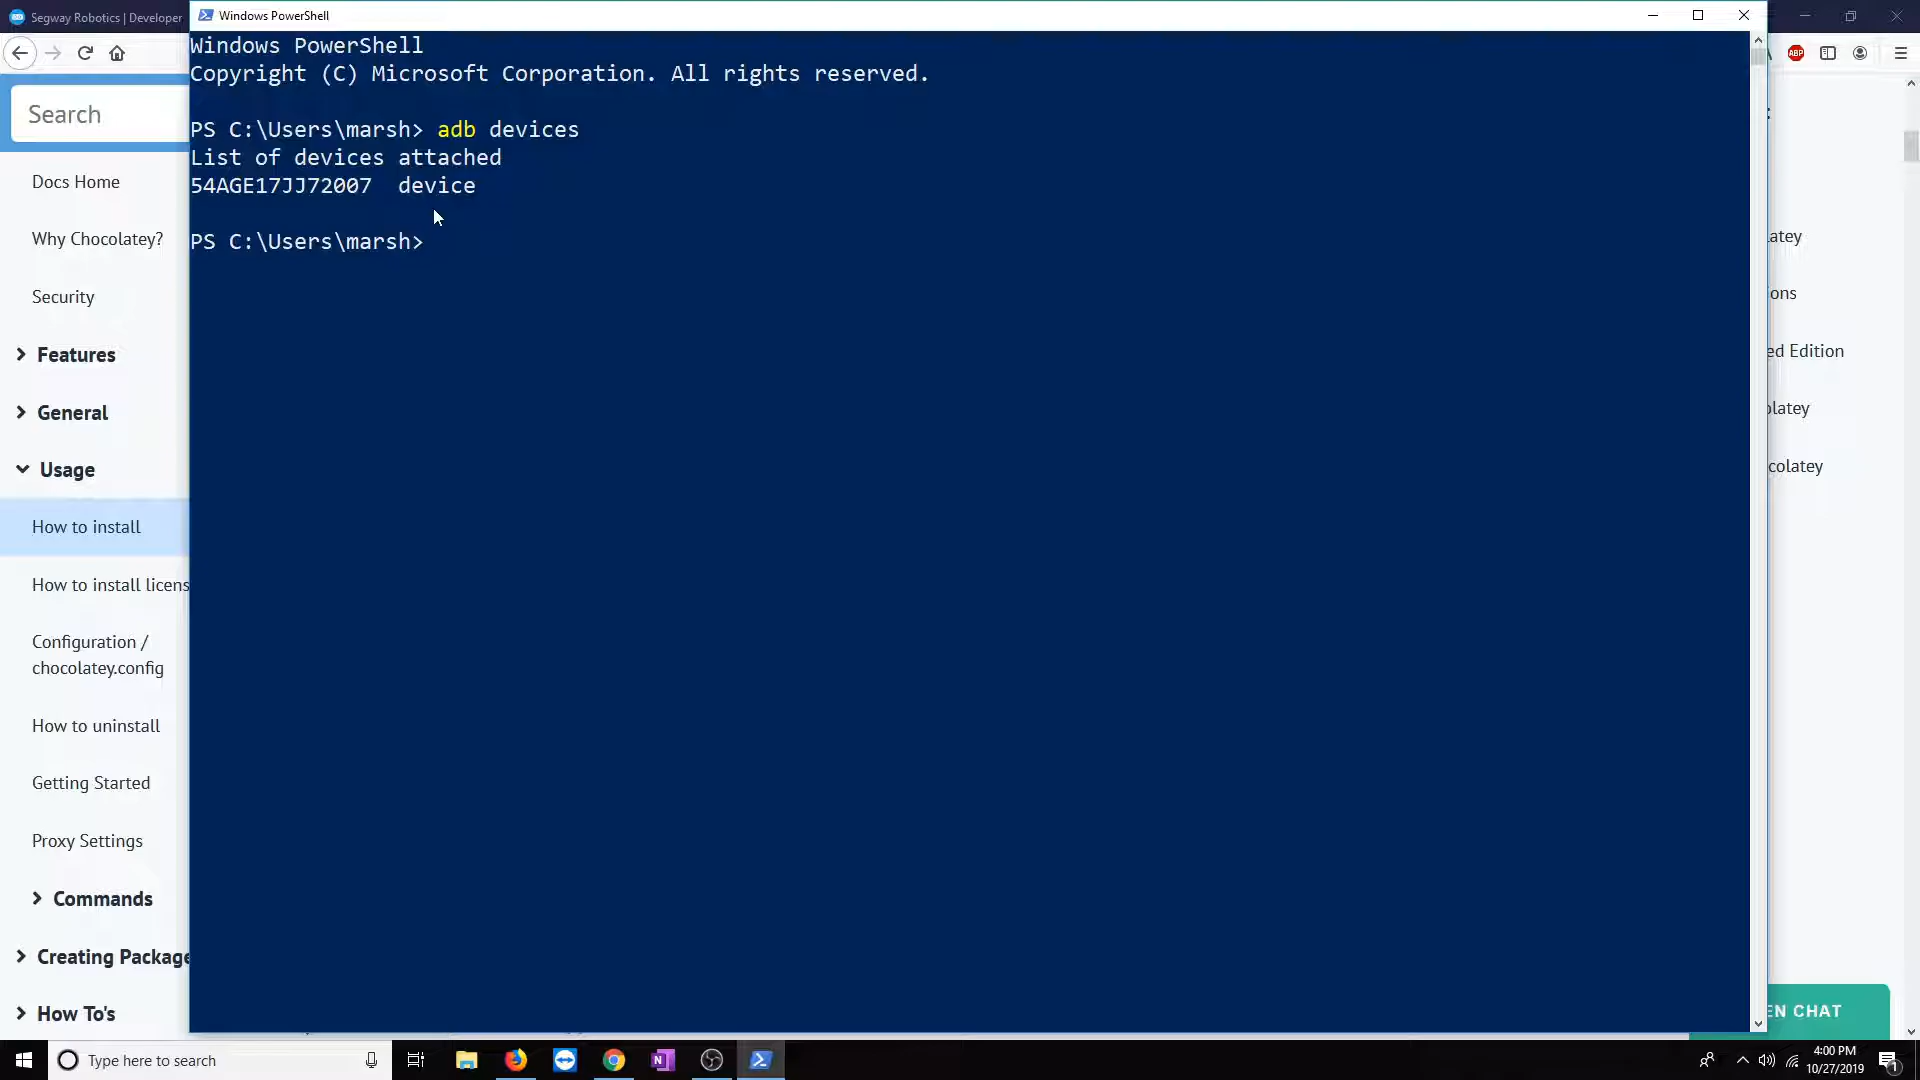 Segway Robotics | Developer
Windows PowerShell
Search
Docs Home
Why Chocolatey?
Security
Features
General
Usage
How to install
How to install licens
Configuration /
chocolatey.config
How to uninstall
Getting Started
Proxy Settings
Commands
Creating Package
How To's
Windows PowerShell
Copyright (C) Microsoft Corporation. All rights reserved.
PS C:\Users\marsh> adb devices
List of devices attached
54AGE17JJ72007 device
PS C:\Users\marsh>
ABP
atey
ions
ed Edition
olatey
colatey
EN CHAT
Type here to search
N
4:00 PM
10/27/2019
1